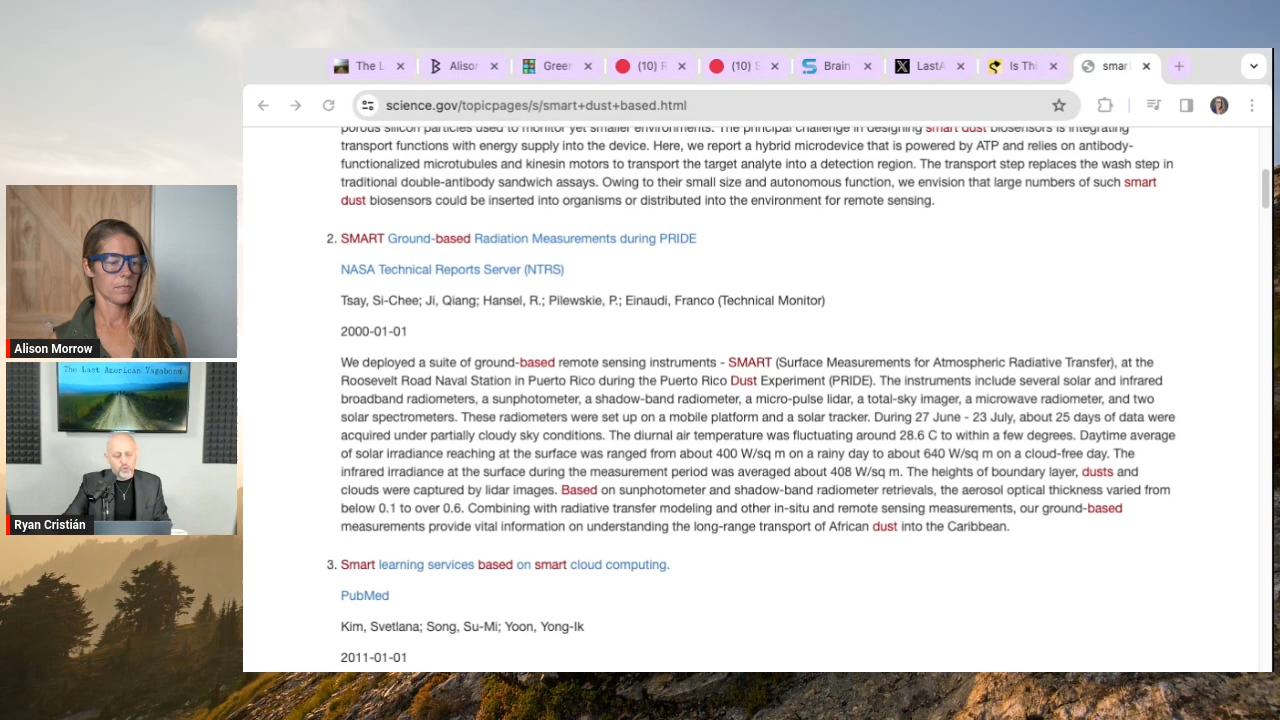 The L
Alisor
Greer
(10) F
(10) S
Brain
LastA
Is Thi
smar
science.gov/topicpages/s/smart+dust+based.html
porous silicon particles used to monitor yet smaller environments. The principal challenge in designing smart dust biosensors is integrating
transport functions with energy supply into the device. Here, we report a hybrid microdevice that is powered by ATP and relies on antibody-
functionalized microtubules and kinesin motors to transport the target analyte into a detection region. The transport step replaces the wash step in
traditional double-antibody sandwich assays. Owing to their small size and autonomous function, we envision that large numbers of such smart
dust biosensors could be inserted into organisms or distributed into the environment for remote sensing.
2. SMART Ground-based Radiation Measurements during PRIDE
NASA Technical Reports Server (NTRS)
Tsay, Si-Chee; Ji, Qiang; Hansel, R.; Pilewskie, P.; Einaudi, Franco (Technical Monitor)
2000-01-01
We deployed a suite of ground-based remote sensing instruments - SMART (Surface Measurements for Atmospheric Radiative Transfer), at the
Roosevelt Road Naval Station in Puerto Rico during the Puerto Rico Dust Experiment (PRIDE). The instruments include several solar and infrared
broadband radiometers, a sunphotometer, a shadow-band radiometer, a micro-pulse lidar, a total-sky imager, a microwave radiometer, and two
solar spectrometers. These radiometers were set up on a mobile platform and a solar tracker. During 27 June - 23 July, about 25 days of data were
acquired under partially cloudy sky conditions. The diurnal air temperature was fluctuating around 28.6 C to within a few degrees. Daytime average
of solar irradiance reaching at the surface was ranged from about 400 W/sq m on a rainy day to about 640 W/sq m on a cloud-free day. The
infrared irradiance at the surface during the measurement period was averaged about 408 W/sq m. The heights of boundary layer, dusts and
clouds were captured by lidar images. Based on sunphotometer and shadow-band radiometer retrievals, the aerosol optical thickness varied from
below 0.1 to over 0.6. Combining with radiative transfer modeling and other in-situ and remote sensing measurements, our ground-based
measurements provide vital information on understanding the long-range transport of African dust into the Caribbean.
3. Smart learning services based on smart cloud computing.
PubMed
Kim, Svetlana; Song, Su-Mi; Yoon, Yong-Ik
2011-01-01
Alison Morrow
The Last American Vagabond
Ryan Cristián